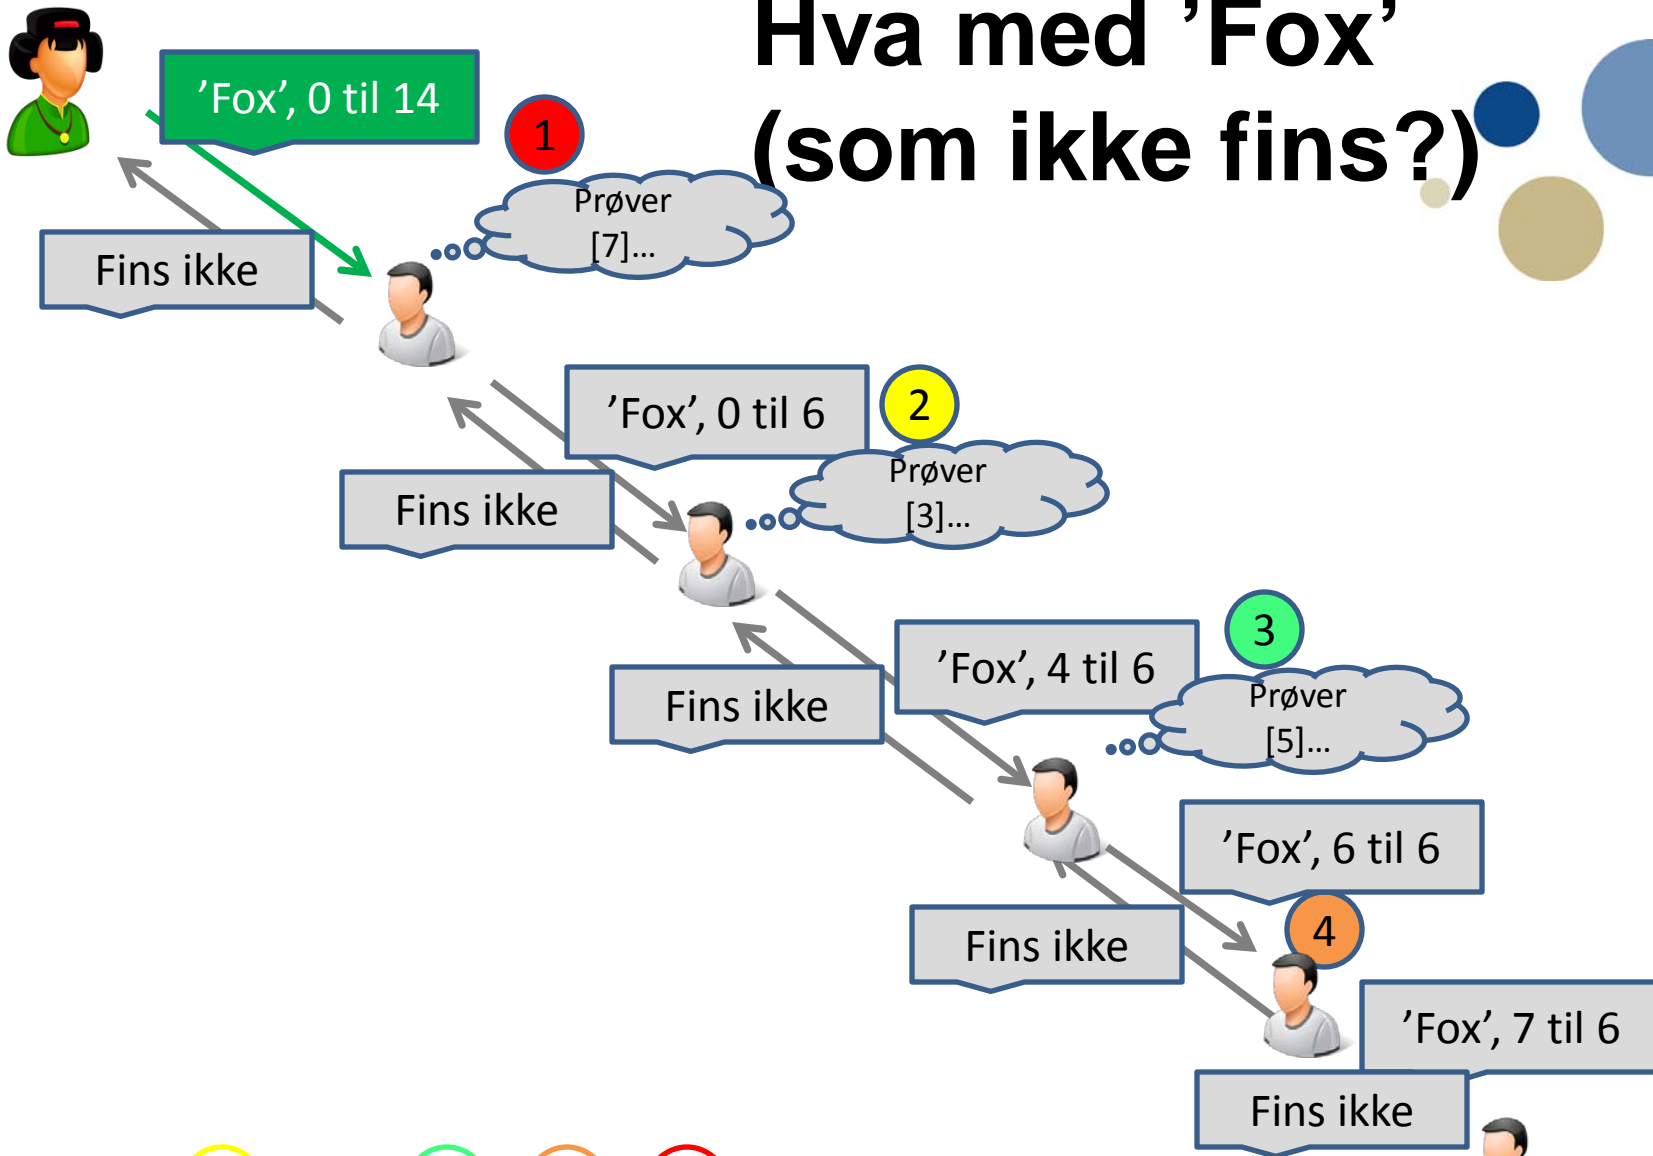 Hva med ’Fox’
(som ikke fins?)
’Fox’, 0 til 14
1
Prøver
[7]...
Fins ikke
’Fox’, 0 til 6
2
Prøver
[3]...
Fins ikke
’Fox’, 4 til 6
3
Prøver
[5]...
Fins ikke
’Fox’, 6 til 6
4
Fins ikke
’Fox’, 7 til 6
Fins ikke